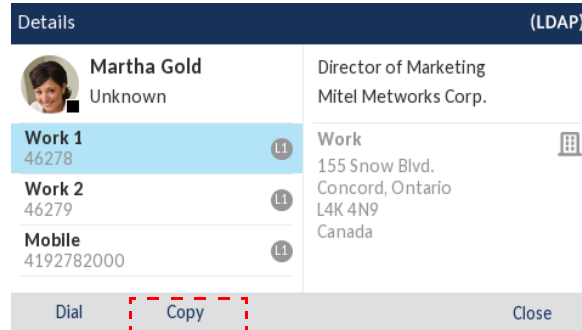 Details (LDAP)
Martha Gold
Unknown
Work 1
46278
L1
Work 2
46279
L1
Mobile
4192782000
L1
Director of Marketing
Mitel Metworks Corp.
Work
155 Snow Blvd.
Concord, Ontario
L4K 4N9
Canada
Dial Copy Close